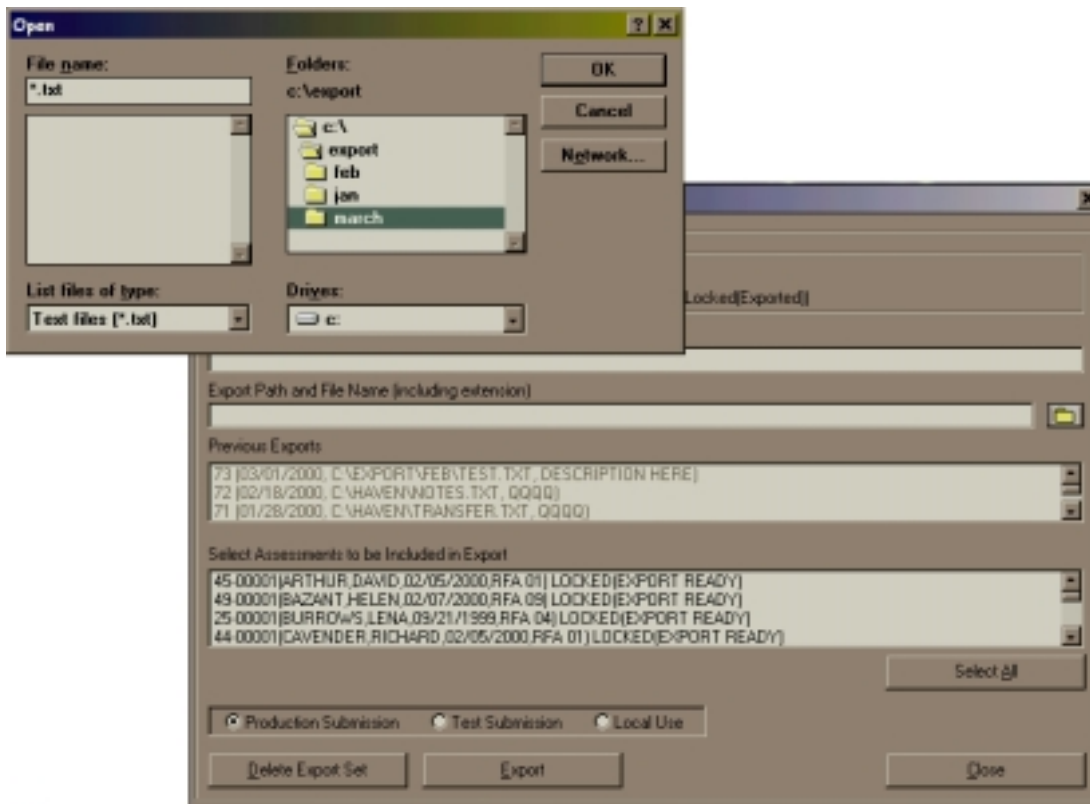 Open
File name:
*.txt
Folders:
c:\export
c:\
export
feb
jan
march
OK
Cancel
Network...
List files of type:
Text files (*.txt)
Drives:
c:
Locked(Exported))
Export Path and File Name (including extension)
Previous Exports
73 (03/01/2000, C:\EXPORT\FEB\TEST.TXT, DESCRIPTION HERE)
72 (02/18/2000, C:\HAVEN\NOTES.TXT, QQQQ)
71 (01/28/2000, C:\HAVEN\TRANSFER.TXT, QQQQ)
Select Assessments to be Included in Export
45-00001(ARTHUR,DAVID,02/05/2000,RFA 01) LOCKED(EXPORT READY)
49-00001(BAZANT,HELEN,02/07/2000,RFA 09) LOCKED(EXPORT READY)
25-00001(BURROWS,LENA,09/21/1999,RFA 04) LOCKED(EXPORT READY)
44-00001(CAVENDER,RICHARD,02/05/2000,RFA 01) LOCKED(EXPORT READY)
Select All
Production Submission
Test Submission
Local Use
Delete Export Set
Export
Close